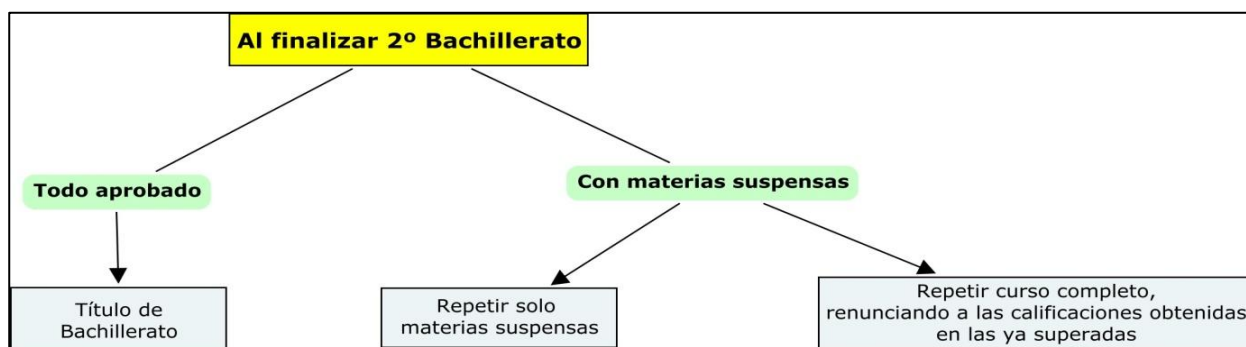 Al finalizar 2º Bachillerato
Todo aprobado
Con materias suspensas
Título de
Bachillerato
Repetir solo
materias suspensas
Repetir curso completo,
renunciando a las calificaciones obtenidas
en las ya superadas